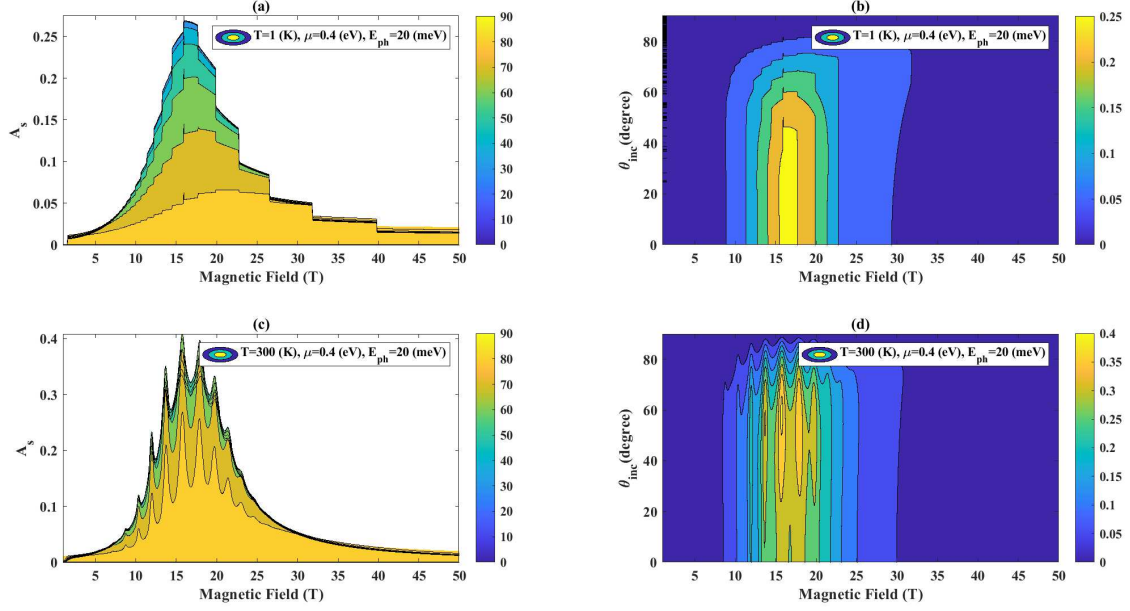 (a)
T=1 (K), μ=0.4 (eV), E_ph=20 (meV)
A_s
0.25
0.2
0.15
0.1
0.05
0
5 10 15 20 25 30 35 40 45 50
Magnetic Field (T)
90
80
70
60
50
40
30
20
10
0
(b)
T=1 (K), μ=0.4 (eV), E_ph=20 (meV)
θ_inc(degree)
80
60
40
20
0
5 10 15 20 25 30 35 40 45 50
Magnetic Field (T)
0.25
0.2
0.15
0.1
0.05
0
(c)
T=300 (K), μ=0.4 (eV), E_ph=20 (meV)
A_s
0.4
0.3
0.2
0.1
0
5 10 15 20 25 30 35 40 45 50
Magnetic Field (T)
90
80
70
60
50
40
30
20
10
0
(d)
T=300 (K), μ=0.4 (eV), E_ph=20 (meV)
θ_inc(degree)
80
60
40
20
0
5 10 15 20 25 30 35 40 45 50
Magnetic Field (T)
0.4
0.35
0.3
0.25
0.2
0.15
0.1
0.05
0